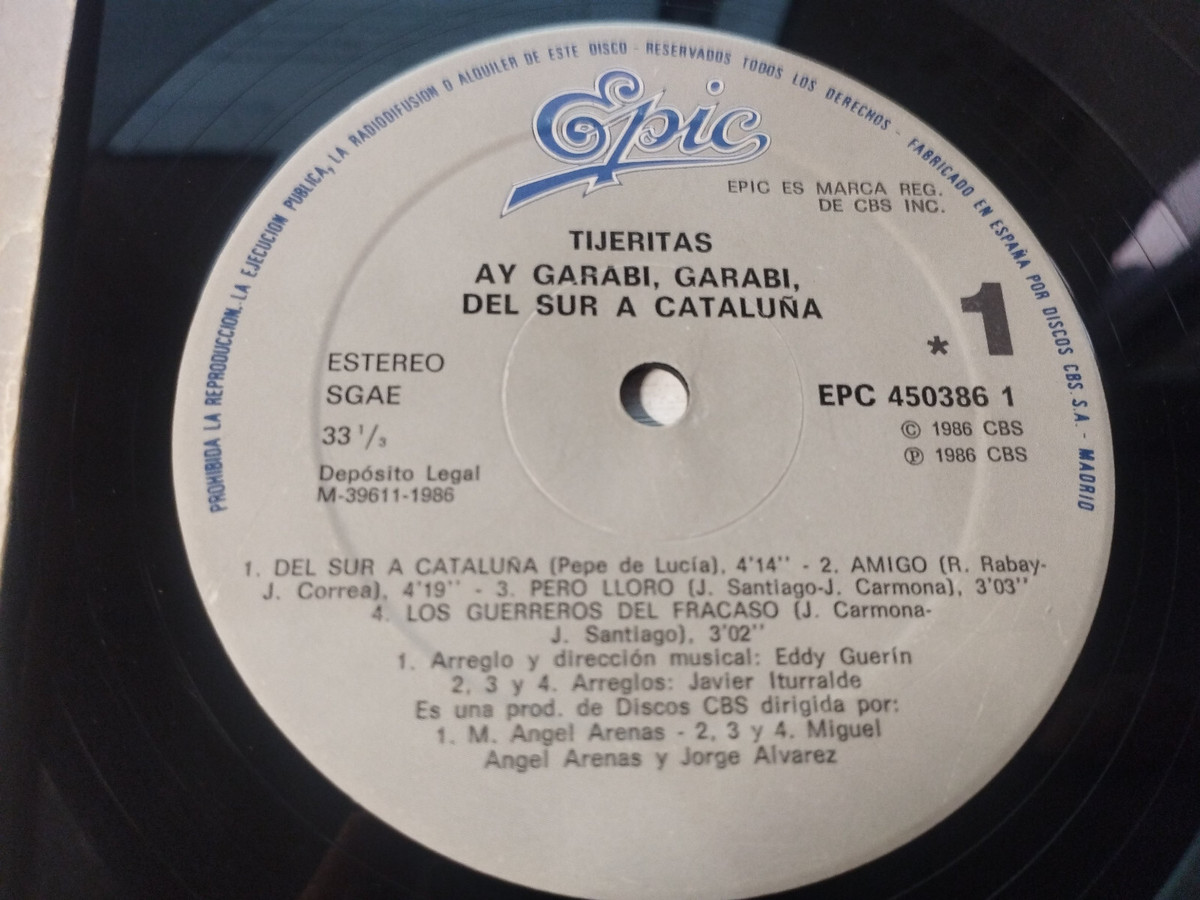 PROHIBIDA LA REPRODUCCION, LA EJECUCION PUBLICA, LA RADIODIFUSION O ALQUILER DE ESTE DISCO - RESERVADOS TODOS LOS DERECHOS - FABRICADO EN ESPAÑA POR DISCOS CBS. S.A. - MADRID
Epic
EPIC ES MARCA REG.
DE CBS INC.
TIJERITAS
AY GARABI, GARABI,
DEL SUR A CATALUÑA
* 1
ESTEREO
SGAE
33 1/3
Depósito Legal
M-39611-1986
EPC 450386 1
© 1986 CBS
℗ 1986 CBS
1. DEL SUR A CATALUÑA (Pepe de Lucía), 4'14'' - 2. AMIGO (R. Rabay-
J. Correa), 4'19'' - 3. PERO LLORO (J. Santiago-J. Carmona), 3'03''
4. LOS GUERREROS DEL FRACASO (J. Carmona-
J. Santiago), 3'02''
1. Arreglo y dirección musical: Eddy Guerín
2, 3 y 4. Arreglos: Javier Iturralde
Es una prod. de Discos CBS dirigida por:
1. M. Angel Arenas - 2, 3 y 4. Miguel
Angel Arenas y Jorge Alvarez